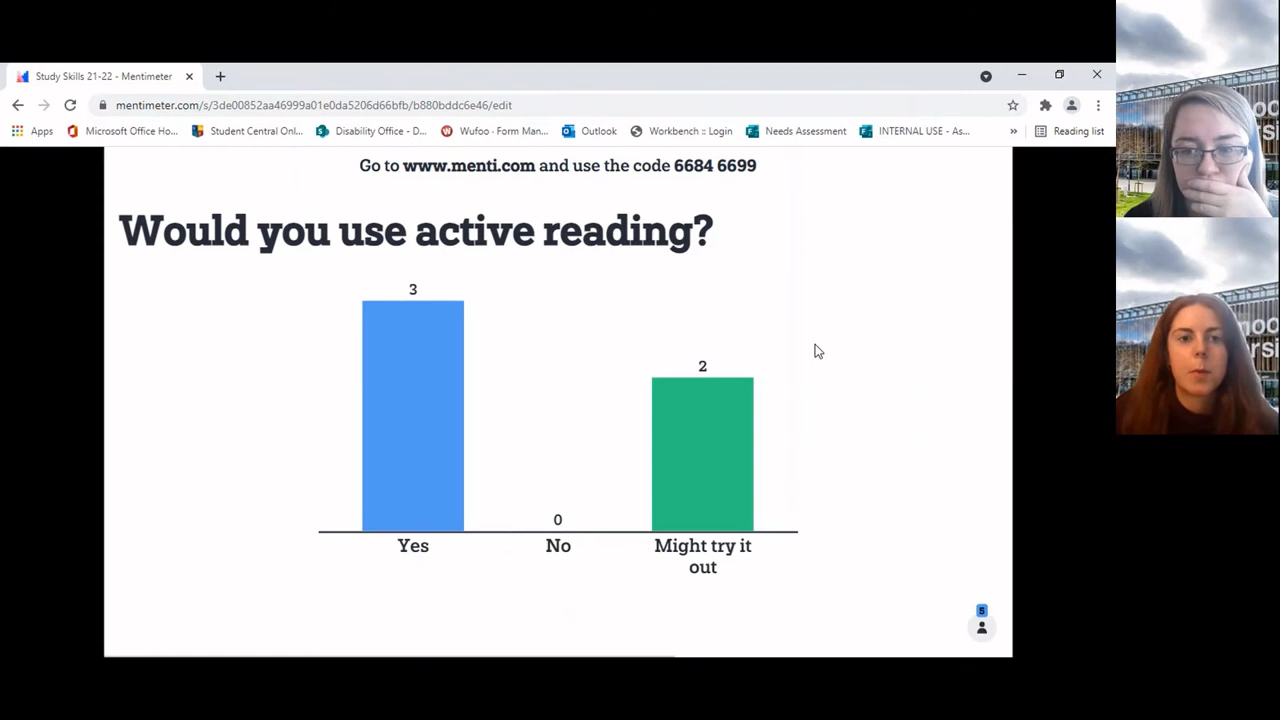 Study Skills 21-22 - Mentimeter
mentimeter.com/s/3de00852aa46999a01e0da5206d66bfb/b880bddc6e46/edit
Apps
Microsoft Office Ho...
Student Central Onl...
Disability Office - D...
Wufoo · Form Man...
Outlook
Workbench :: Login
Needs Assessment
INTERNAL USE - As...
»
Reading list
Go to www.menti.com and use the code 6684 6699
Would you use active reading?
3
2
0
Yes
No
Might try it
out
5